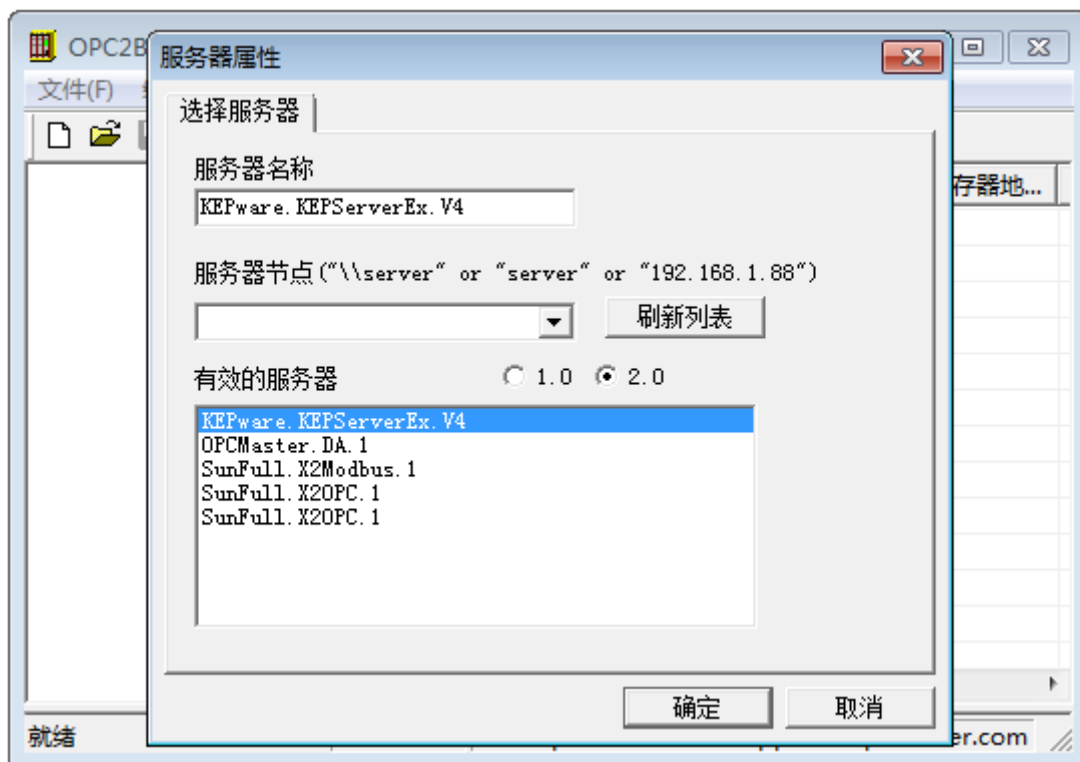 OPC2B
服务器属性
文件(F)
选择服务器
服务器名称
KEPware.KEPServerEx.V4
存器地...
服务器节点("\\server" or "server" or "192.168.1.88")
刷新列表
有效的服务器 1.0 2.0
KEPware.KEPServerEx.V4
OPCMaster.DA.1
SunFull.X2Modbus.1
SunFull.X2OPC.1
SunFull.X2OPC.1
确定 取消
就绪 er.com